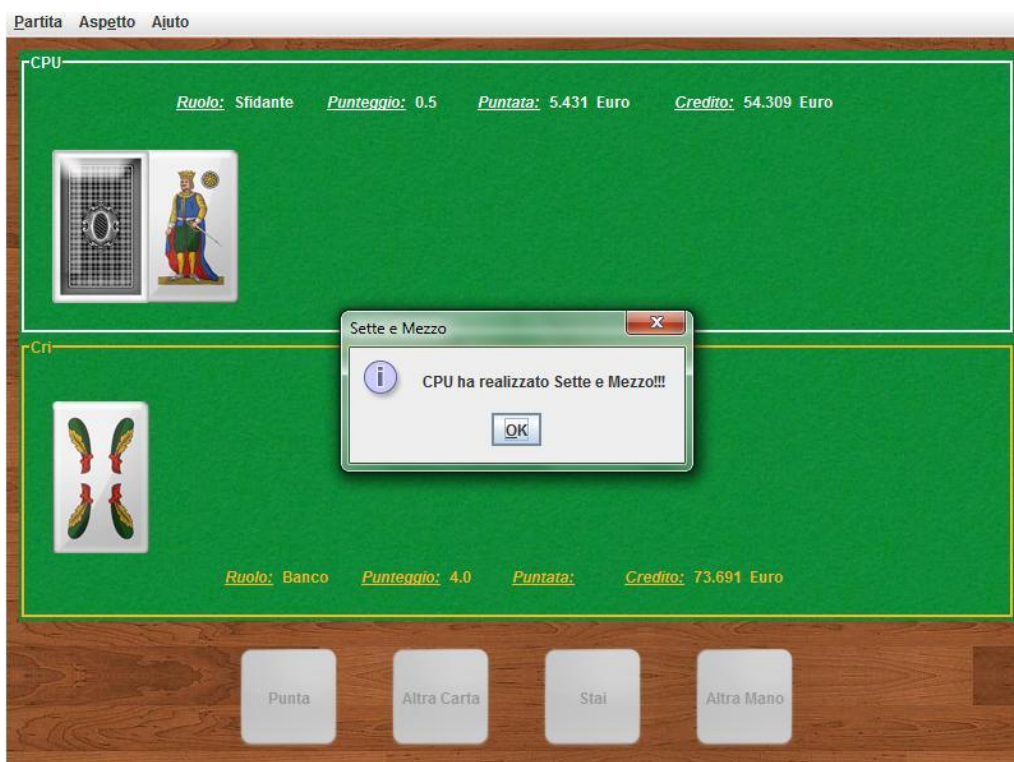 Partita Aspetto Ajuto
CPU
Ruolo: Sfidante Punteggio: 0.5 Puntata: 5.431 Euro Credito: 54.309 Euro
Sette e Mezzo
CPU ha realizzato Sette e Mezzo!!!
OK
Cri
Ruolo: Banco Punteggio: 4.0 Puntata: Credito: 73.691 Euro
Punta Altra Carta Stai Altra Mano